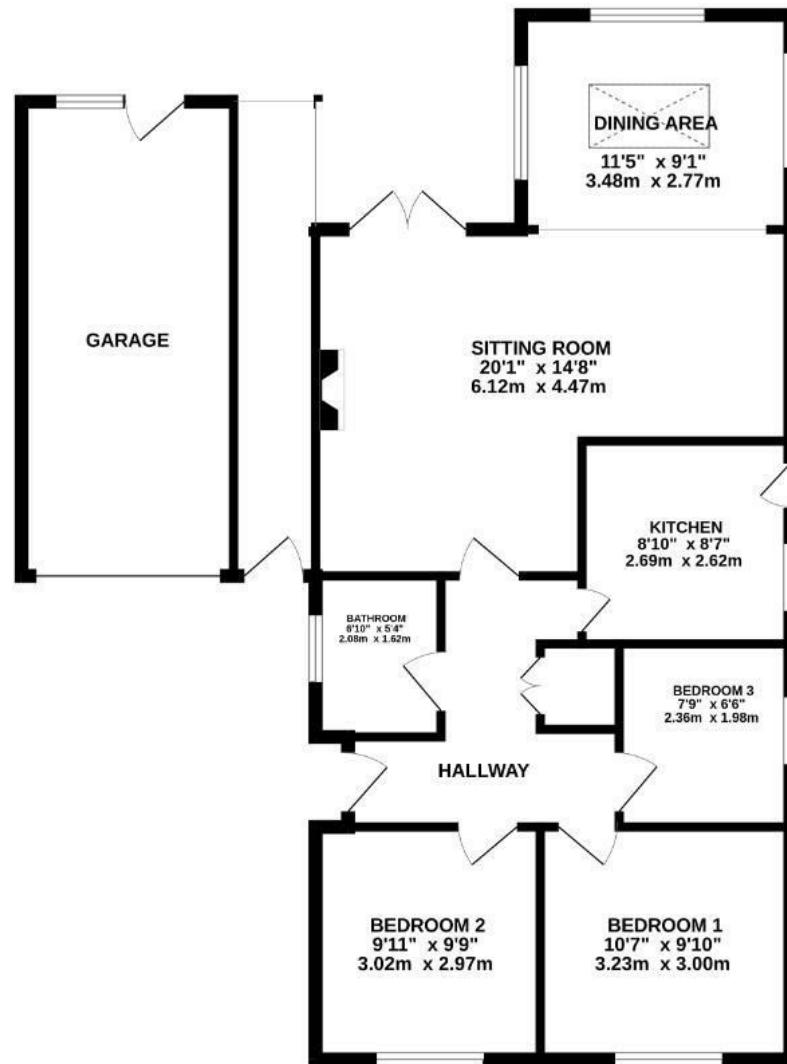 DINING AREA
11'5" x 9'1"
3.48m x 2.77m
GARAGE
SITTING ROOM
20'1" x 14'8"
6.12m x 4.47m
KITCHEN
8'10" x 8'7"
2.69m x 2.62m
BATHROOM
6'10" x 5'4"
2.08m x 1.62m
BEDROOM 3
7'9" x 6'6"
2.36m x 1.98m
HALLWAY
BEDROOM 2
9'11" x 9'9"
3.02m x 2.97m
BEDROOM 1
10'7" x 9'10"
3.23m x 3.00m